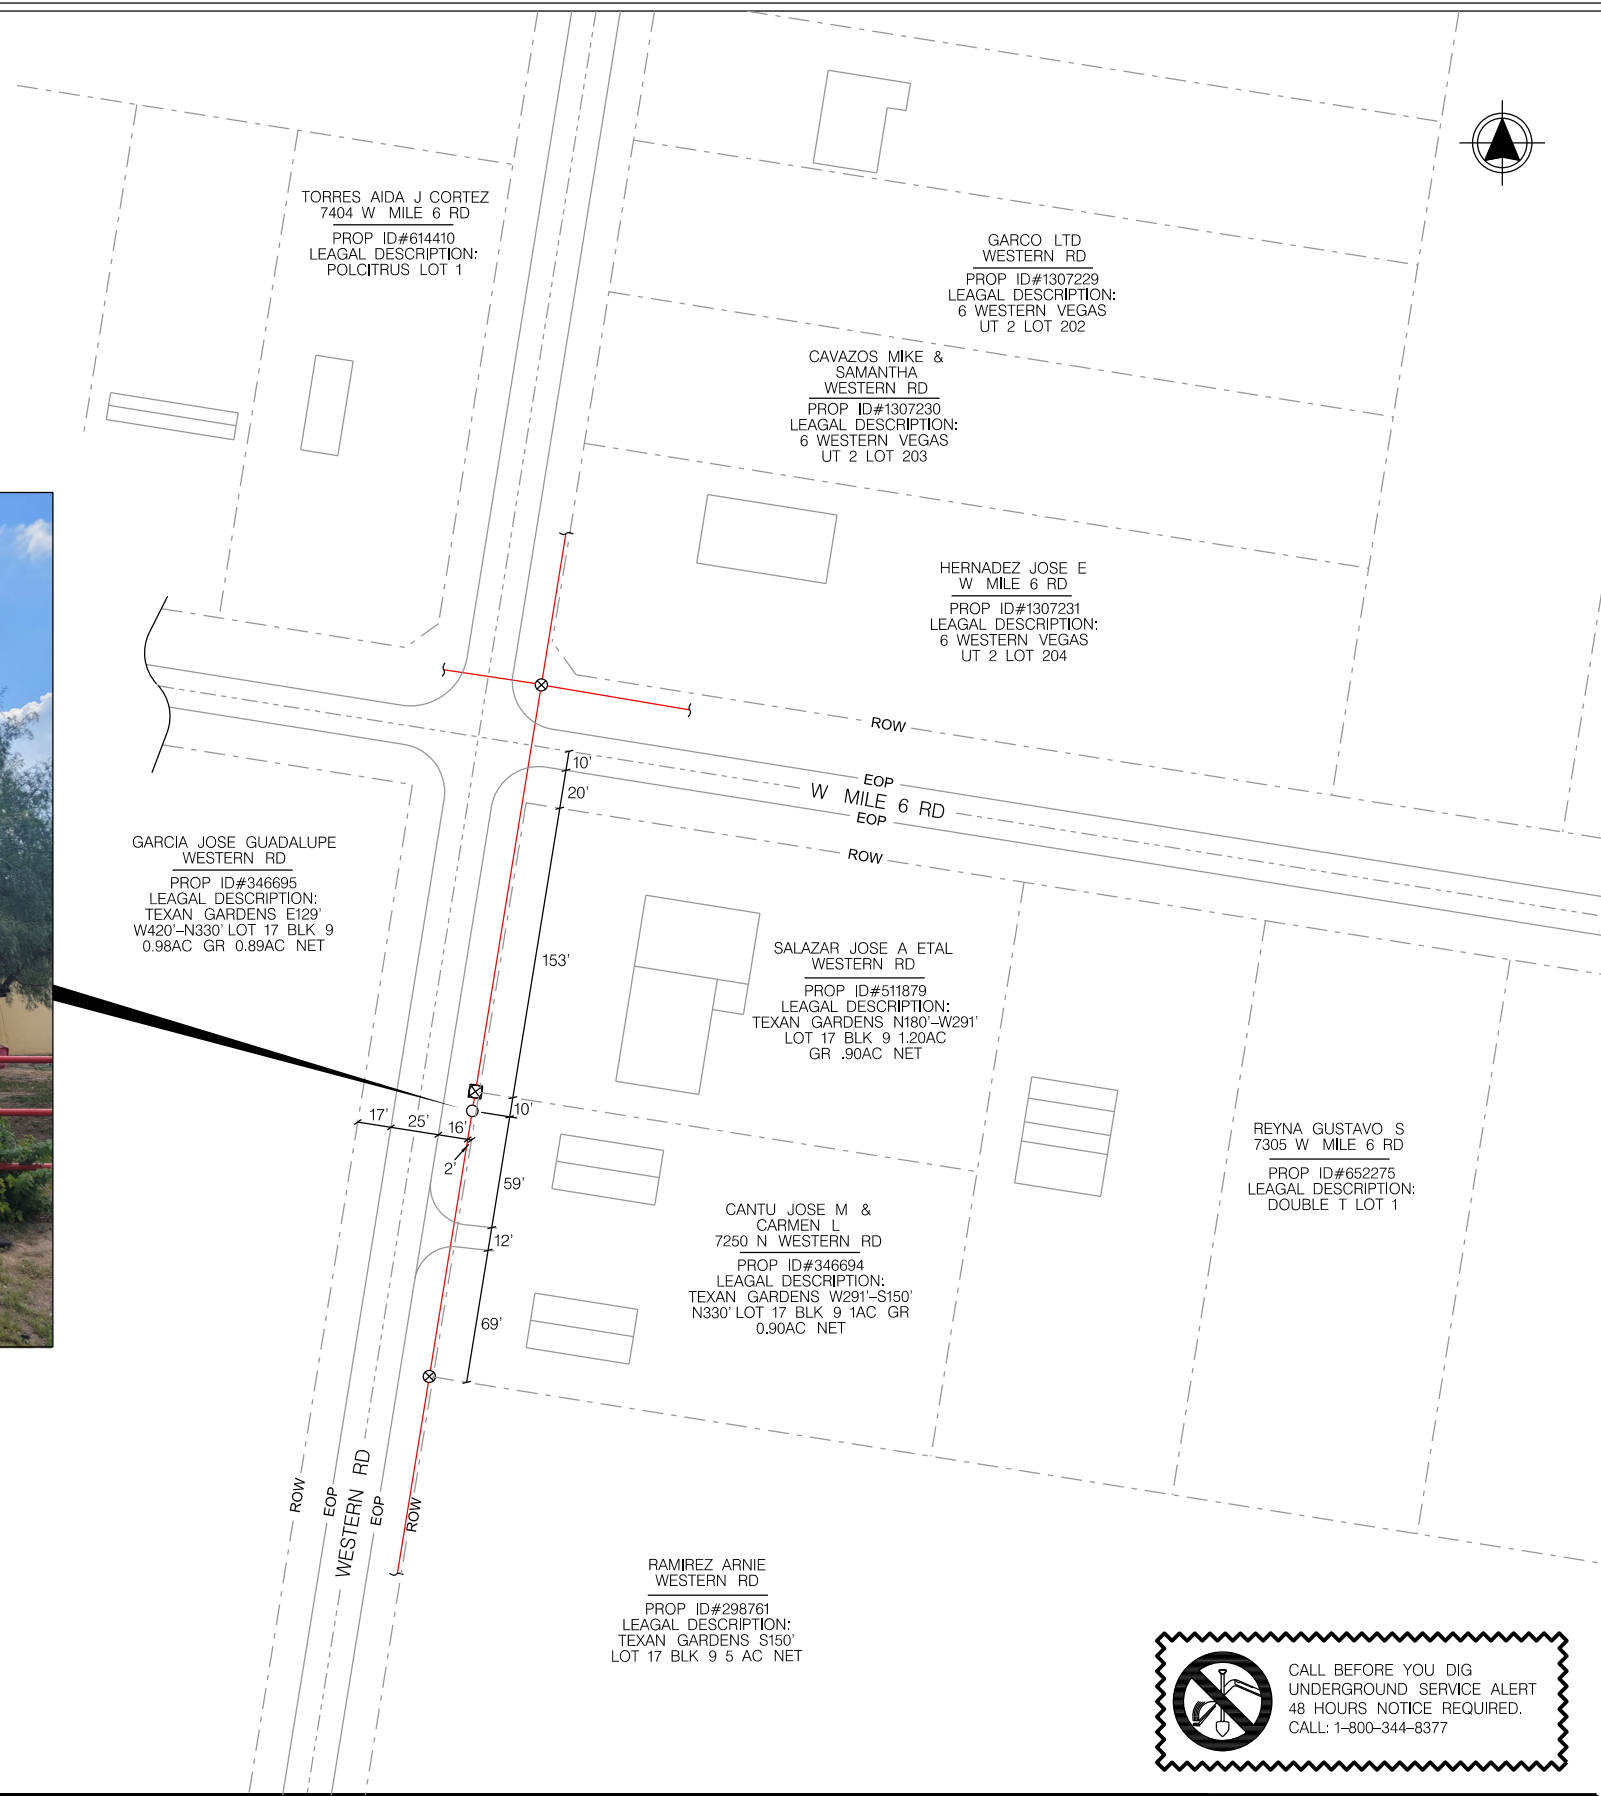 TORRES AIDA J CORTEZ
7404 W MILE 6 RD
PROP ID#614410
LEAGAL DESCRIPTION:
POLCITRUS LOT 1
GARCO LTD
WESTERN RD
PROP ID#1307229
LEAGAL DESCRIPTION:
6 WESTERN VEGAS
UT 2 LOT 202
CAVAZOS MIKE &
SAMANTHA
WESTERN RD
PROP ID#1307230
LEAGAL DESCRIPTION:
6 WESTERN VEGAS
UT 2 LOT 203
HERNADEZ JOSE E
W MILE 6 RD
PROP ID#1307231
LEAGAL DESCRIPTION:
6 WESTERN VEGAS
UT 2 LOT 204
ROW
EOP
W MILE 6 RD
EOP
ROW
10'
20'
153'
10'
17'
25'
16'
2'
59'
12'
69'
GARCIA JOSE GUADALUPE
WESTERN RD
PROP ID#346695
LEAGAL DESCRIPTION:
TEXAN GARDENS E129'
W420'-N330' LOT 17 BLK 9
0.98AC GR 0.89AC NET
SALAZAR JOSE A ETAL
WESTERN RD
PROP ID#511879
LEAGAL DESCRIPTION:
TEXAN GARDENS N180'-W291'
LOT 17 BLK 9 1.20AC
GR .90AC NET
REYNA GUSTAVO S
7305 W MILE 6 RD
PROP ID#652275
LEAGAL DESCRIPTION:
DOUBLE T LOT 1
CANTU JOSE M &
CARMEN L
7250 N WESTERN RD
PROP ID#346694
LEAGAL DESCRIPTION:
TEXAN GARDENS W291'-S150'
N330' LOT 17 BLK 9 1AC GR
0.90AC NET
ROW
EOP
WESTERN RD
EOP
ROW
RAMIREZ ARNIE
WESTERN RD
PROP ID#298761
LEAGAL DESCRIPTION:
TEXAN GARDENS S150'
LOT 17 BLK 9 5 AC NET
CALL BEFORE YOU DIG
UNDERGROUND SERVICE ALERT
48 HOURS NOTICE REQUIRED.
CALL: 1-800-344-8377